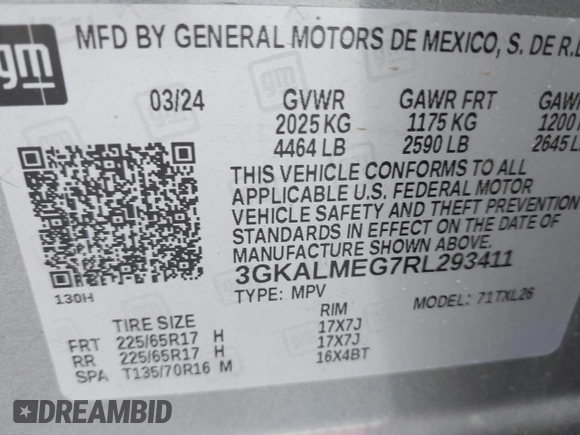 gm
MFD BY GENERAL MOTORS DE MEXICO, S. DE R.L
03/24 GVWR GAWR FRT GAW
2025 KG 1175 KG 1200
4464 LB 2590 LB 2645 L
THIS VEHICLE CONFORMS TO ALL
APPLICABLE U.S. FEDERAL MOTOR
VEHICLE SAFETY AND THEFT PREVENTION
STANDARDS IN EFFECT ON THE DATE OF
MANUFACTURE SHOWN ABOVE.
3GKALMEG7RL293411
130H TYPE: MPV MODEL: 71TXL26
TIRE SIZE RIM
FRT 225/65R17 H 17X7J
RR 225/65R17 H 17X7J
SPA T135/70R16 M 16X4BT
DREAMBID